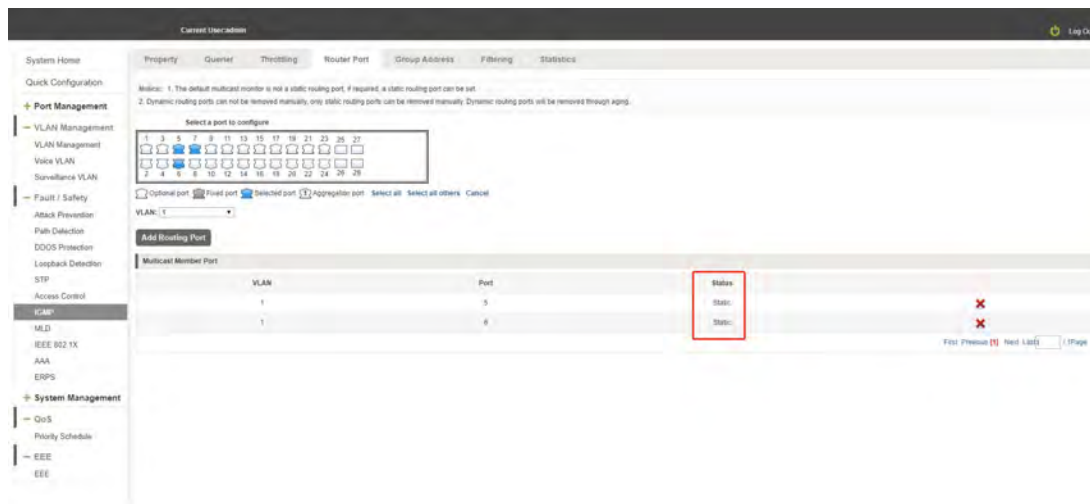 Current User:admin
Log Ou
System Home
Quick Configuration
+ Port Management
− VLAN Management
VLAN Management
Voice VLAN
Surveillance VLAN
− Fault / Safety
Attack Prevention
Path Detection
DDOS Protection
Loopback Detection
STP
Access Control
IGMP
MLD
IEEE 802.1X
AAA
ERPS
+ System Management
− QoS
Priority Schedule
− EEE
EEE
Property Querier Throttling Router Port Group Address Filtering Statistics
Notice: 1. The default multicast monitor is not a static routing port, if required, a static routing port can be set.
2. Dynamic routing ports can not be removed manually, only static routing ports can be removed manually. Dynamic routing ports will be removed through aging.
Select a port to configure
1 3 5 7 9 11 13 15 17 19 21 23 26 27
2 4 6 8 10 12 14 16 18 20 22 24 28 28
Optional port Fixed port Selected port 1 Aggregation port Select all Select all others Cancel
VLAN: 1
Add Routing Port
Multicast Member Port
VLAN Port Status
1 5 Static
1 6 Static
First Previous [1] Next Last 1 / 1Page